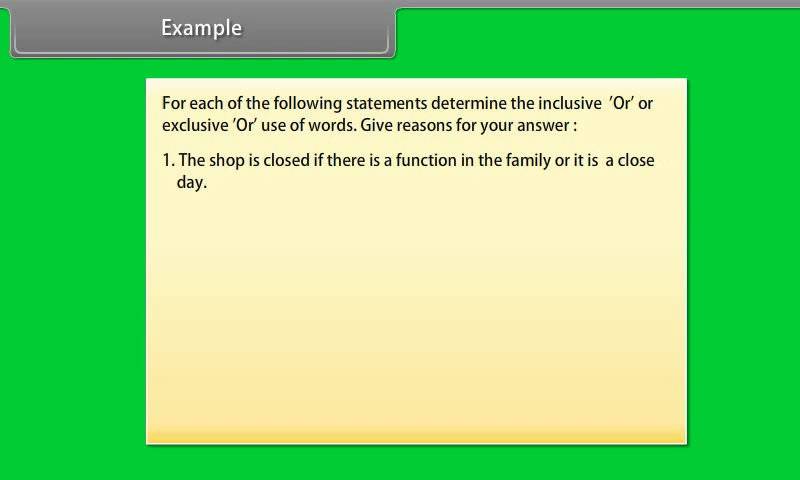 Example
For each of the following statements determine the inclusive 'Or' or
exclusive 'Or' use of words. Give reasons for your answer :
1. The shop is closed if there is a function in the family or it is a close
day.